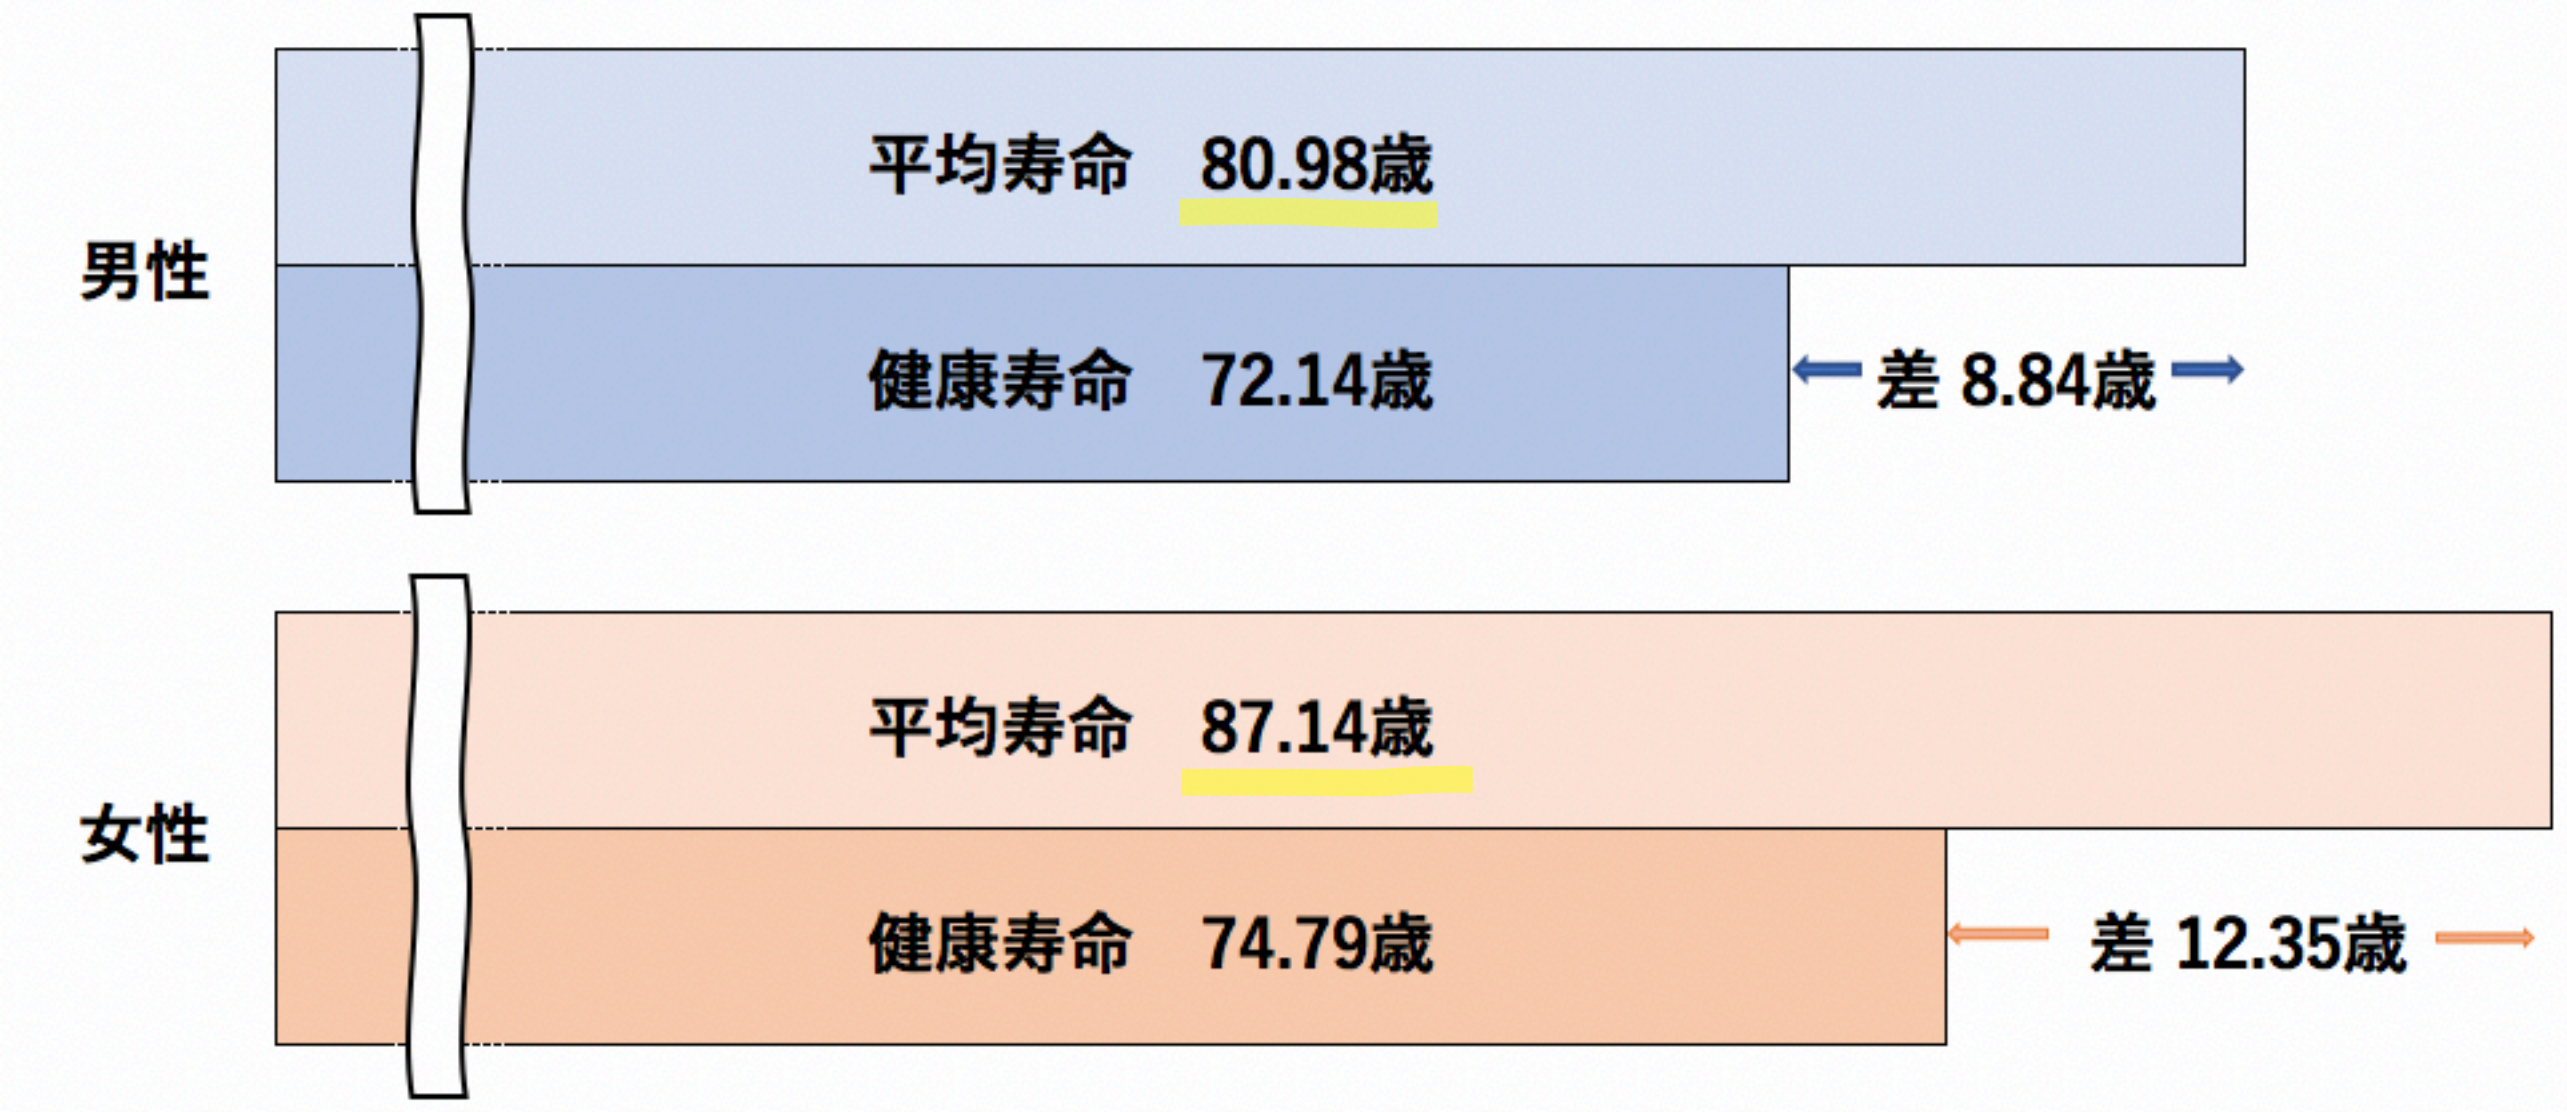 平均寿命　80.98歳
男性
健康寿命　72.14歳
差 8.84歳
平均寿命　87.14歳
女性
健康寿命　74.79歳
差 12.35歳